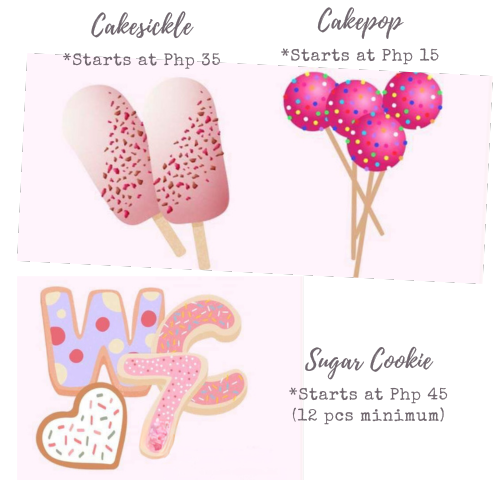 Cakesickle
*Starts at Php 35
Cakepop
*Starts at Php 15
W
C
7
Sugar Cookie
*Starts at Php 45
(12 pcs minimum)